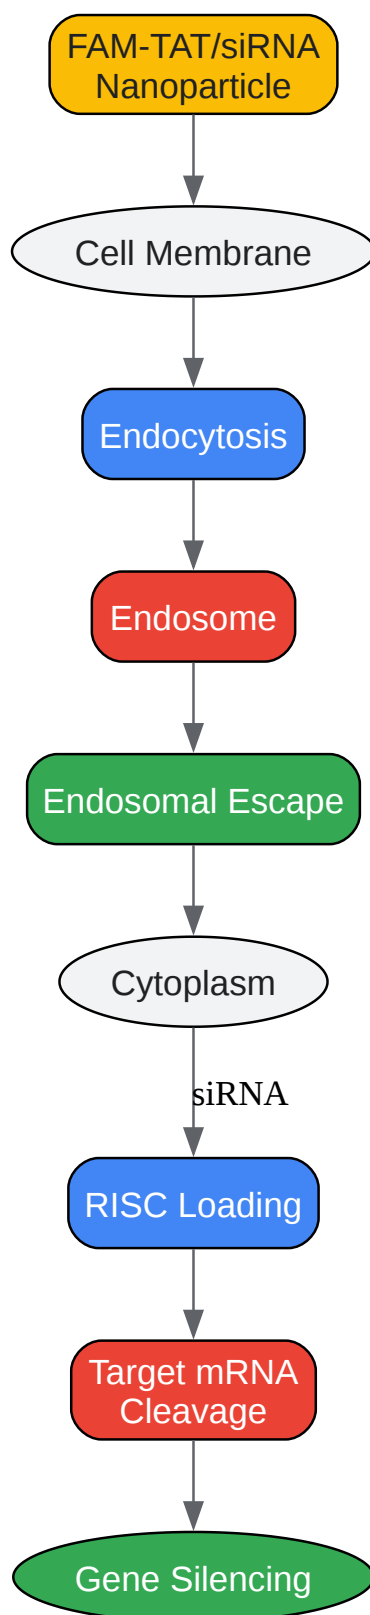 FAM-TAT/siRNA
Nanoparticle
Cell Membrane
Endocytosis
Endosome
Endosomal Escape
Cytoplasm
siRNA
RISC Loading
Target mRNA
Cleavage
Gene Silencing